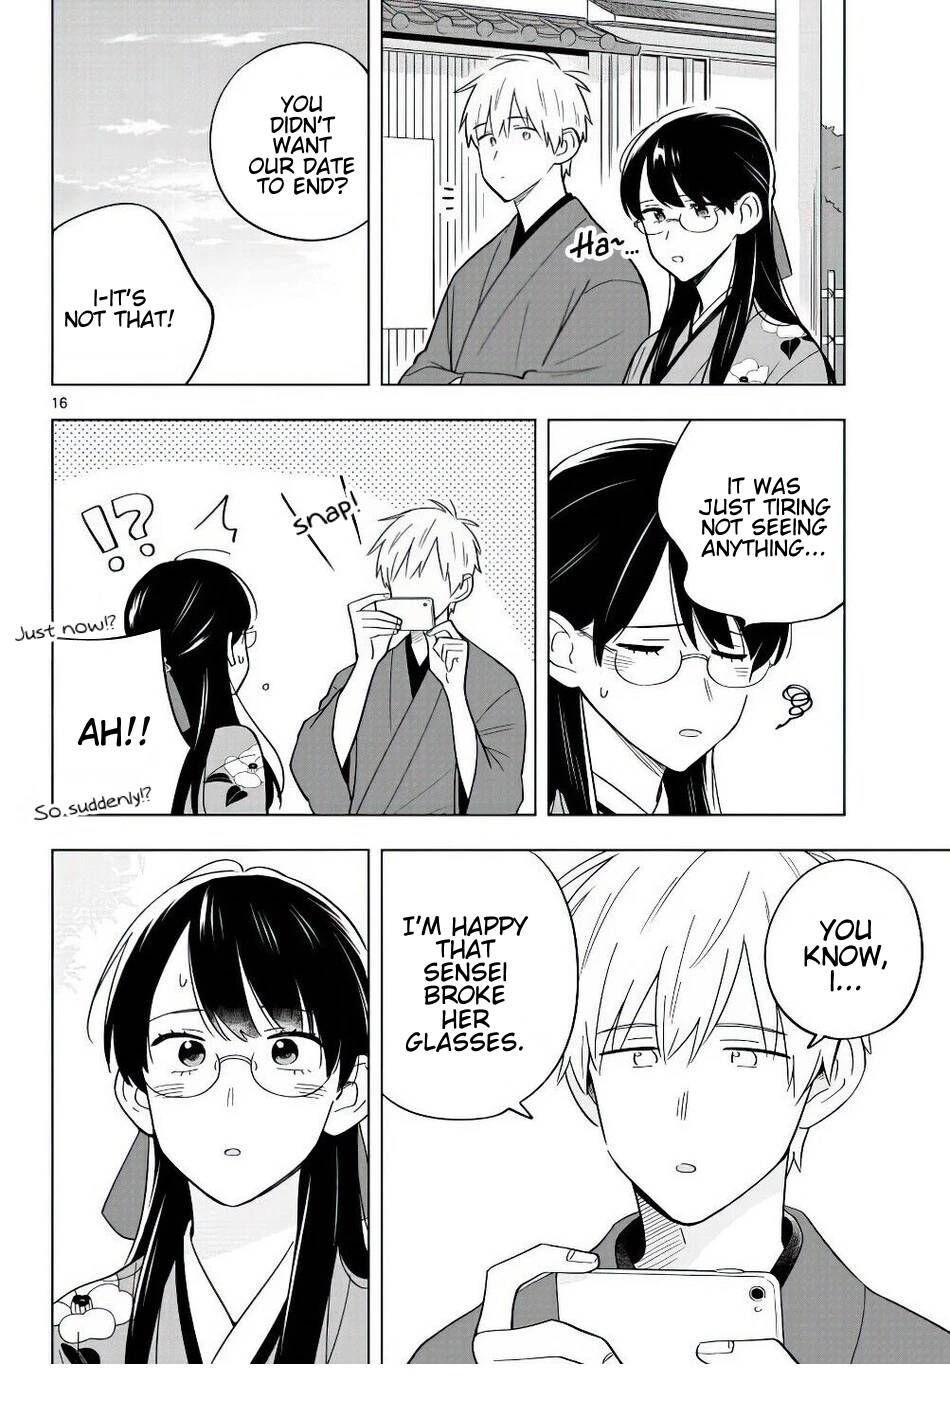 Ha~...
YOU
DIDN'T
WANT
OUR DATE
TO END?
I-IT'S
NOT THAT!
16
IT WAS
JUST TIRING
NOT SEEING
ANYTHING...
snap!
!?
Just now!?
AH!!
So suddenly!?
YOU
KNOW,
I...
I'M HAPPY
THAT
SENSEI
BROKE
HER
GLASSES.